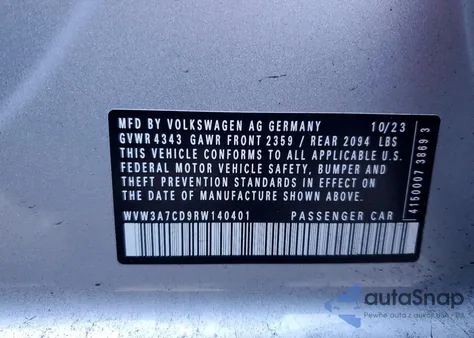 MFD BY VOLKSWAGEN AG GERMANY 10/23
GVWR 4343 GAWR FRONT 2359 / REAR 2094 LBS
THIS VEHICLE CONFORMS TO ALL APPLICABLE U.S.
FEDERAL MOTOR VEHICLE SAFETY, BUMPER AND
THEFT PREVENTION STANDARDS IN EFFECT ON THE
DATE OF MANUFACTURE SHOWN ABOVE.
WVW3A7CD9RW140401 PASSENGER CAR
4150007 3869 3
autoSnap